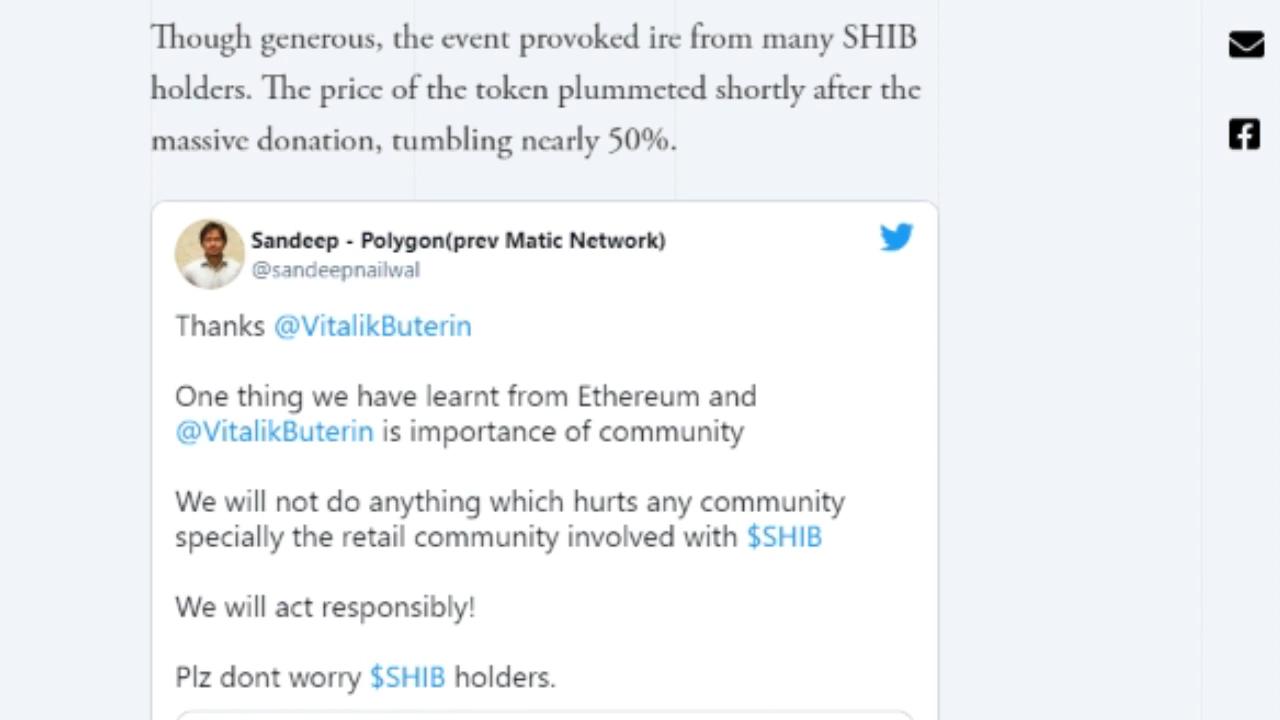 Though generous, the event provoked ire from many SHIB
holders. The price of the token plummeted shortly after the
massive donation, tumbling nearly 50%.
Sandeep - Polygon(prev Matic Network)
@sandeepnailwal
Thanks @VitalikButerin
One thing we have learnt from Ethereum and
@VitalikButerin is importance of community
We will not do anything which hurts any community
specially the retail community involved with $SHIB
We will act responsibly!
Plz dont worry $SHIB holders.